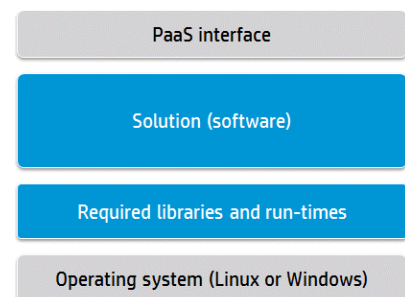 PaaS interface
Solution (software)
Required libraries and run-times
Operating system (Linux or Windows)